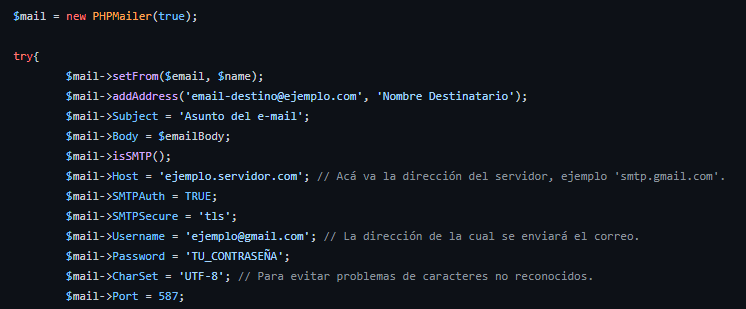 $mail = new PHPMailer(true);
try{
$mail->setFrom($email, $name);
$mail->addAddress('email-destino@ejemplo.com', 'Nombre Destinatario');
$mail->Subject = 'Asunto del e-mail';
$mail->Body = $emailBody;
$mail->isSMTP();
$mail->Host = 'ejemplo.servidor.com'; // Acá va la dirección del servidor, ejemplo 'smtp.gmail.com'.
$mail->SMTPAuth = TRUE;
$mail->SMTPSecure = 'tls';
$mail->Username = 'ejemplo@gmail.com'; // La dirección de la cual se enviará el correo.
$mail->Password = 'TU_CONTRASEÑA';
$mail->CharSet = 'UTF-8'; // Para evitar problemas de caracteres no reconocidos.
$mail->Port = 587;